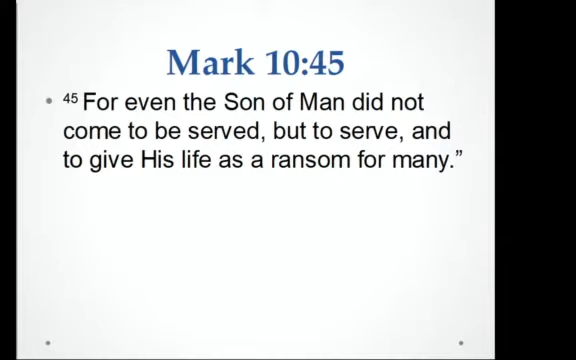 Mark 10:45
• 45 For even the Son of Man did not
come to be served, but to serve, and
to give His life as a ransom for many.”